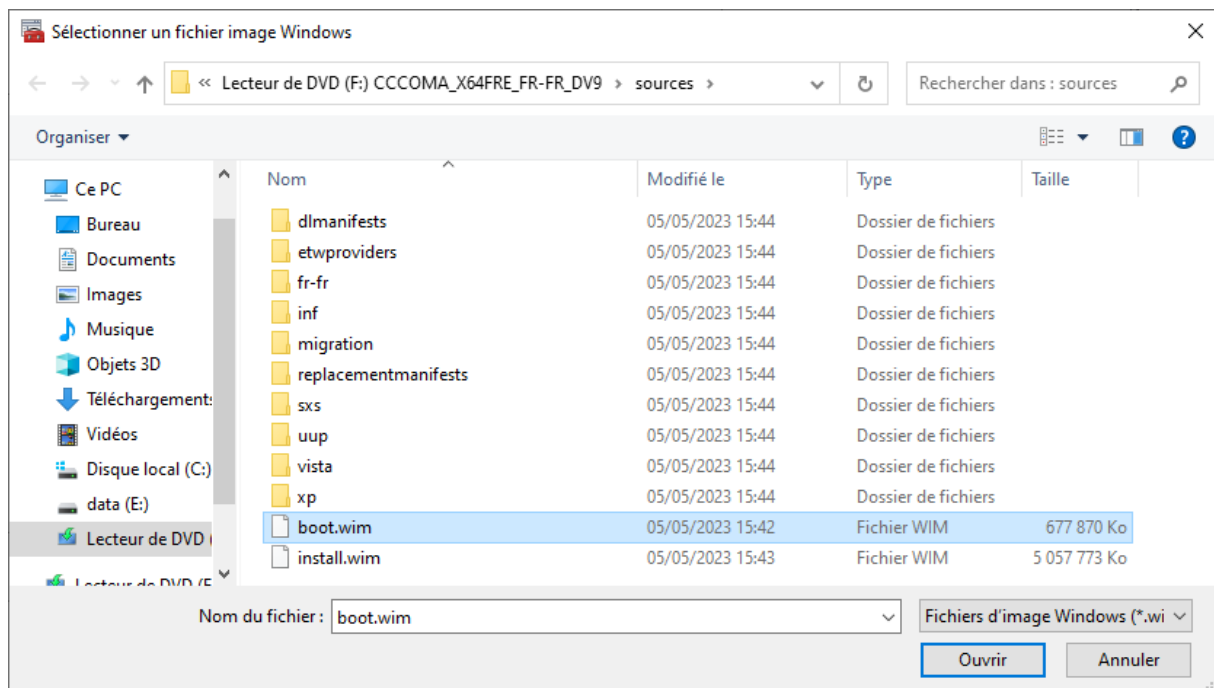 Sélectionner un fichier image Windows
« Lecteur de DVD (F:) CCCOMA_X64FRE_FR-FR_DV9 › sources › Rechercher dans : sources
Organiser
Nom Modifié le Type Taille
Ce PC
Bureau
Documents
Images
Musique
Objets 3D
Téléchargement
Vidéos
Disque local (C:)
data (E:)
Lecteur de DVD (
Lecteur de DVD (F
dlmanifests 05/05/2023 15:44 Dossier de fichiers
etwproviders 05/05/2023 15:44 Dossier de fichiers
fr-fr 05/05/2023 15:44 Dossier de fichiers
inf 05/05/2023 15:44 Dossier de fichiers
migration 05/05/2023 15:44 Dossier de fichiers
replacementmanifests 05/05/2023 15:44 Dossier de fichiers
sxs 05/05/2023 15:44 Dossier de fichiers
uup 05/05/2023 15:44 Dossier de fichiers
vista 05/05/2023 15:44 Dossier de fichiers
xp 05/05/2023 15:44 Dossier de fichiers
boot.wim 05/05/2023 15:42 Fichier WIM 677 870 Ko
install.wim 05/05/2023 15:43 Fichier WIM 5 057 773 Ko
Nom du fichier : boot.wim Fichiers d'image Windows (*.wi
Ouvrir Annuler